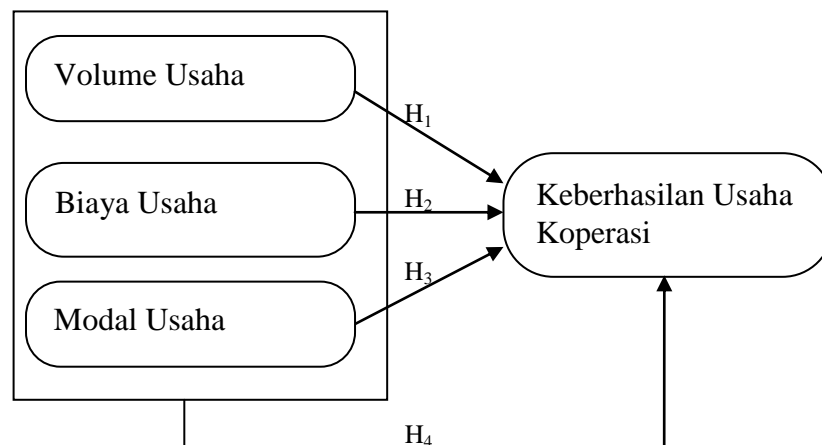 Volume Usaha
H₁
Biaya Usaha
H₂
Keberhasilan Usaha
Koperasi
H₃
Modal Usaha
H₄